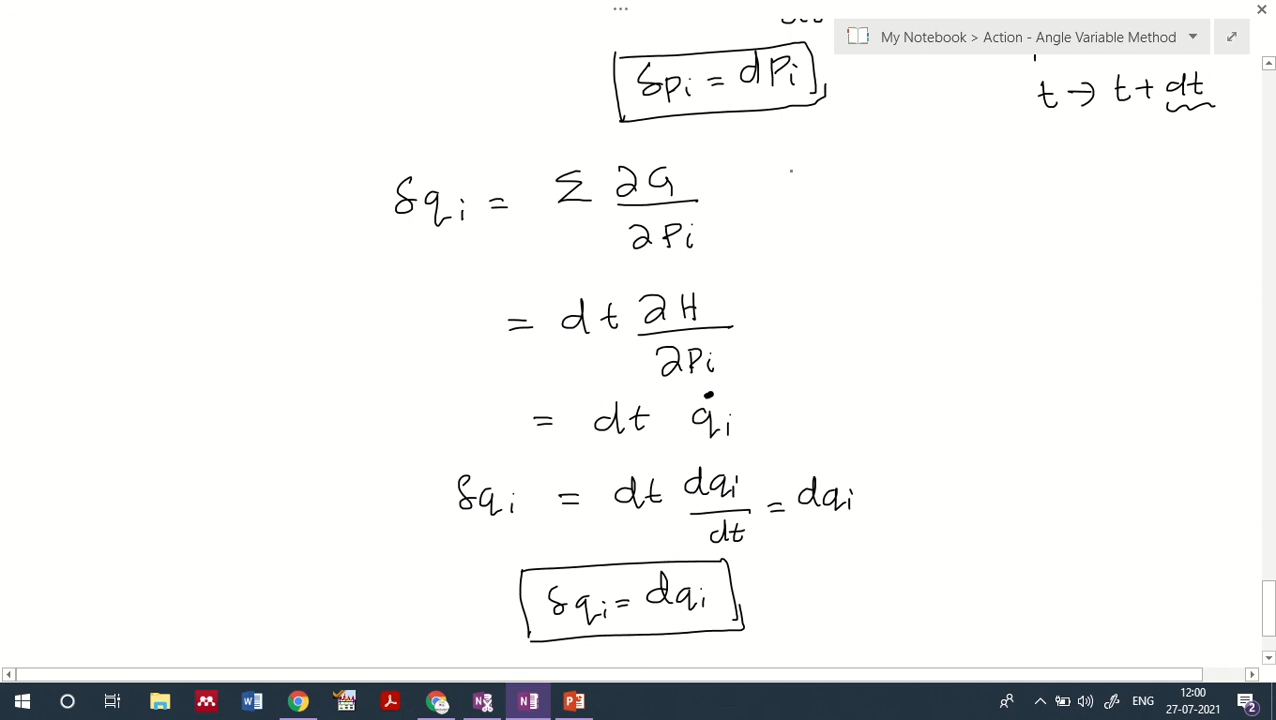 My Notebook > Action - Angle Variable Method
δpi = dPi
t → t + dt
δqi = Σ ∂G/∂Pi
= dt ∂H/∂Pi
= dt q̇i
δqi = dt dqi/dt = dqi
δqi = dqi
ENG
12:00
27-07-2021
2